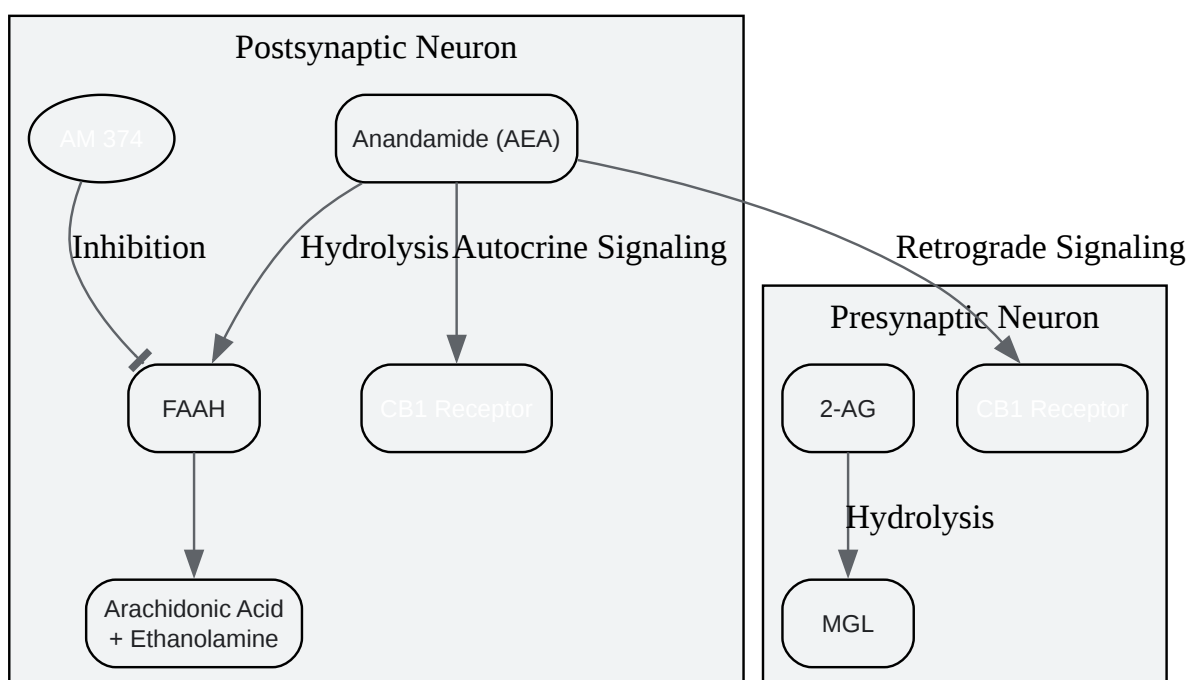 Postsynaptic Neuron
AM 374
Anandamide (AEA)
Inhibition
Hydrolysis
Autocrine Signaling
Retrograde Signaling
Presynaptic Neuron
FAAH
CB1 Receptor
2-AG
CB1 Receptor
Hydrolysis
Arachidonic Acid
+ Ethanolamine
MGL